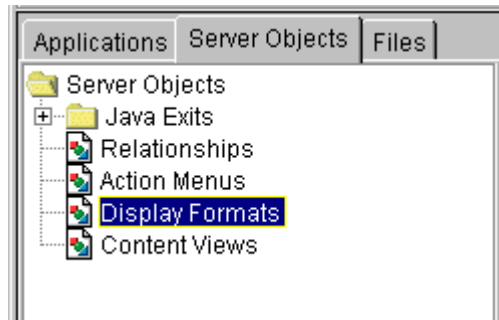 Applications Server Objects Files
Server Objects
Java Exits
Relationships
Action Menus
Display Formats
Content Views